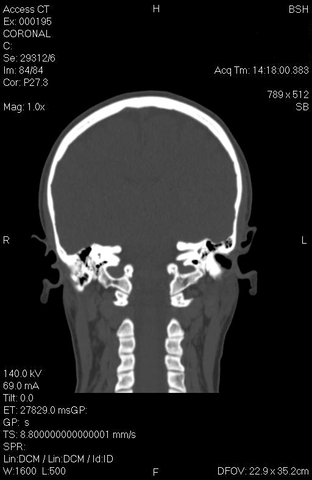 Access CT
Ex: 000195
CORONAL
C:
Se: 29312/6
Im: 84/84
Cor: P27.3
Mag: 1.0x
H
BSH
Acq Tm: 14:18:00.383
789 x 512
SB
R
L
140.0 kV
69.0 mA
Tilt: 0.0
ET: 27829.0 msGP:
GP: s
TS: 8.800000000000001 mm/s
SPR:
Lin:DCM / Lin:DCM / Id:ID
W:1600 L:500
F
DFOV: 22.9 x 35.2cm